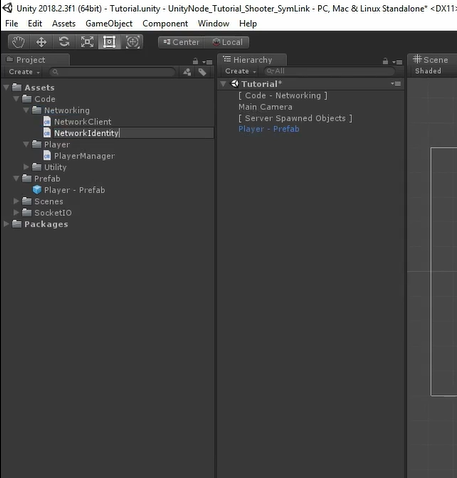 Unity 2018.2.3f1 (64bit) - Tutorial.unity - UnityNode_Tutorial_Shooter_SymLink - PC, Mac & Linux Standalone* <DX11>
File Edit Assets GameObject Component Window Help
Center Local
Project
Create
Assets
Code
Networking
NetworkClient
NetworkIdentity
Player
PlayerManager
Utility
Prefab
Player - Prefab
Scenes
SocketIO
Packages
Hierarchy
Create All
Tutorial*
[ Code - Networking ]
Main Camera
[ Server Spawned Objects ]
Player - Prefab
Scene
Shaded